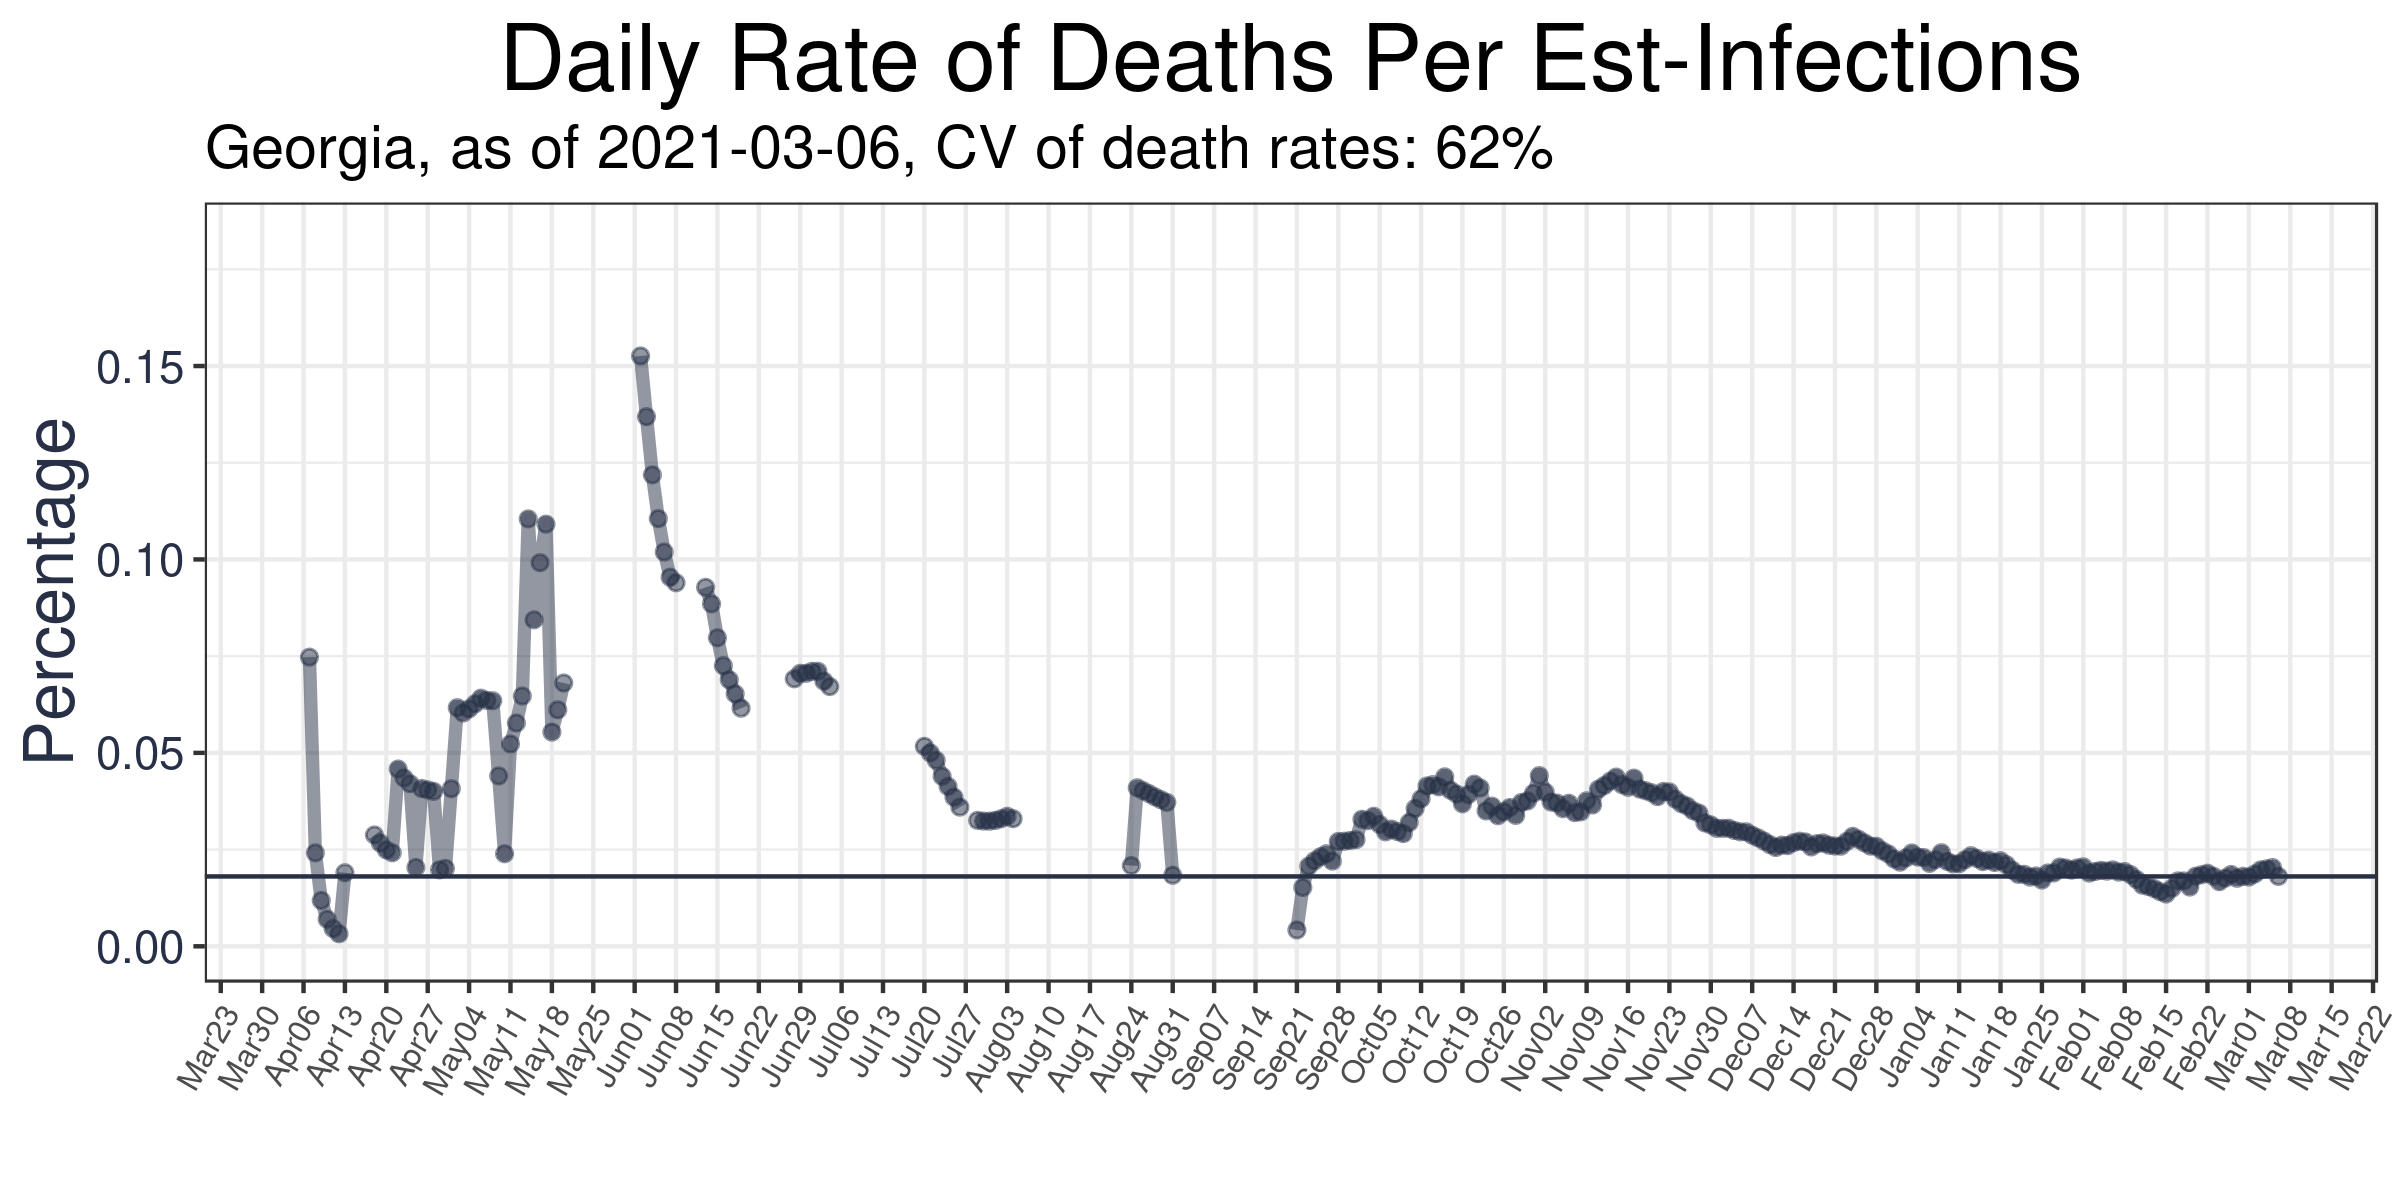 Daily Rate of Deaths Per Est-Infections
Georgia, as of 2021-03-06, CV of death rates: 62%
Percentage
0.15
0.10
0.05
0.00
Mar23
Mar30
Apr06
Apr13
Apr20
Apr27
May04
May11
May18
May25
Jun01
Jun08
Jun15
Jun22
Jun29
Jul06
Jul13
Jul20
Jul27
Aug03
Aug10
Aug17
Aug24
Aug31
Sep07
Sep14
Sep21
Sep28
Oct05
Oct12
Oct19
Oct26
Nov02
Nov09
Nov16
Nov23
Nov30
Dec07
Dec14
Dec21
Dec28
Jan04
Jan11
Jan18
Jan25
Feb01
Feb08
Feb15
Feb22
Mar01
Mar08
Mar15
Mar22